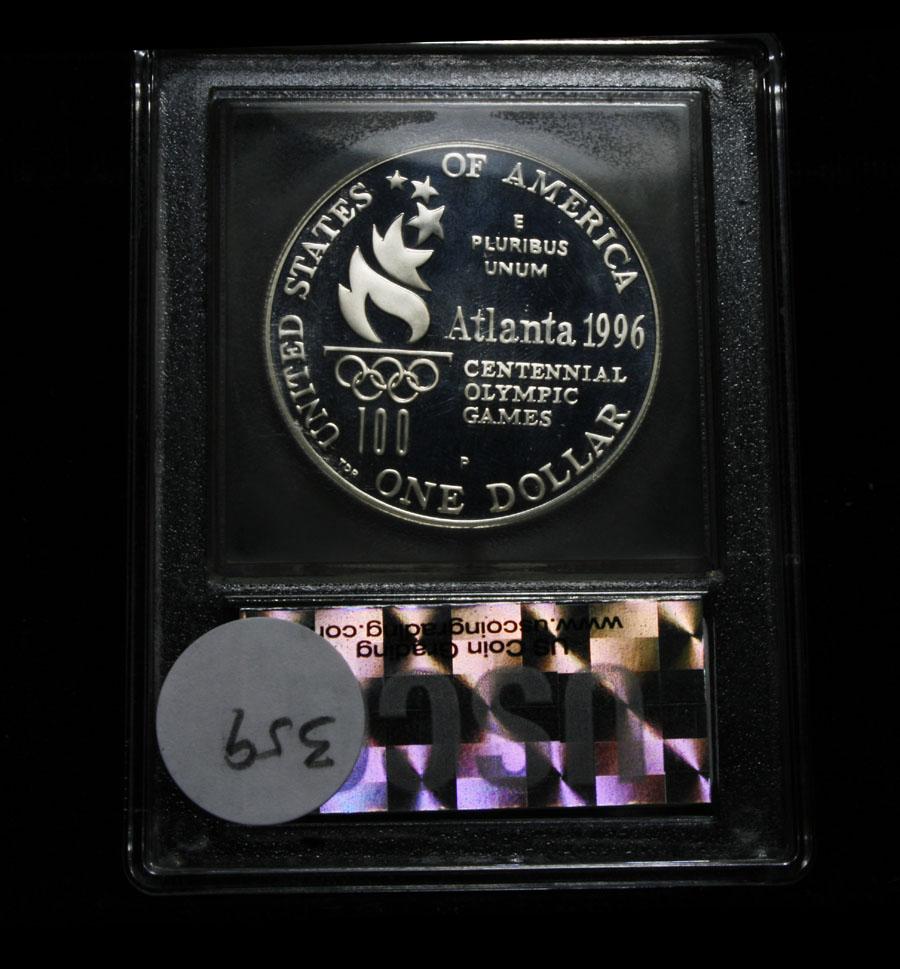 UNITED STATES OF AMERICA
E
PLURIBUS
UNUM
Atlanta 1996
CENTENNIAL
OLYMPIC
GAMES
100
TDR
P
ONE DOLLAR
USCG
US Coin Grading
www.uscoingrading.com
359